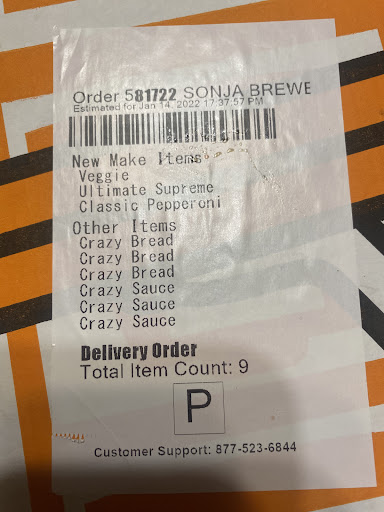 Order 581722 SONJA BREWE
Estimated for Jan 14, 2022 17:37:57 PM
New Make Items
Veggie
Ultimate Supreme
Classic Pepperoni
Other Items
Crazy Bread
Crazy Bread
Crazy Bread
Crazy Sauce
Crazy Sauce
Crazy Sauce
Delivery Order
Total Item Count: 9
P
Customer Support: 877-523-6844